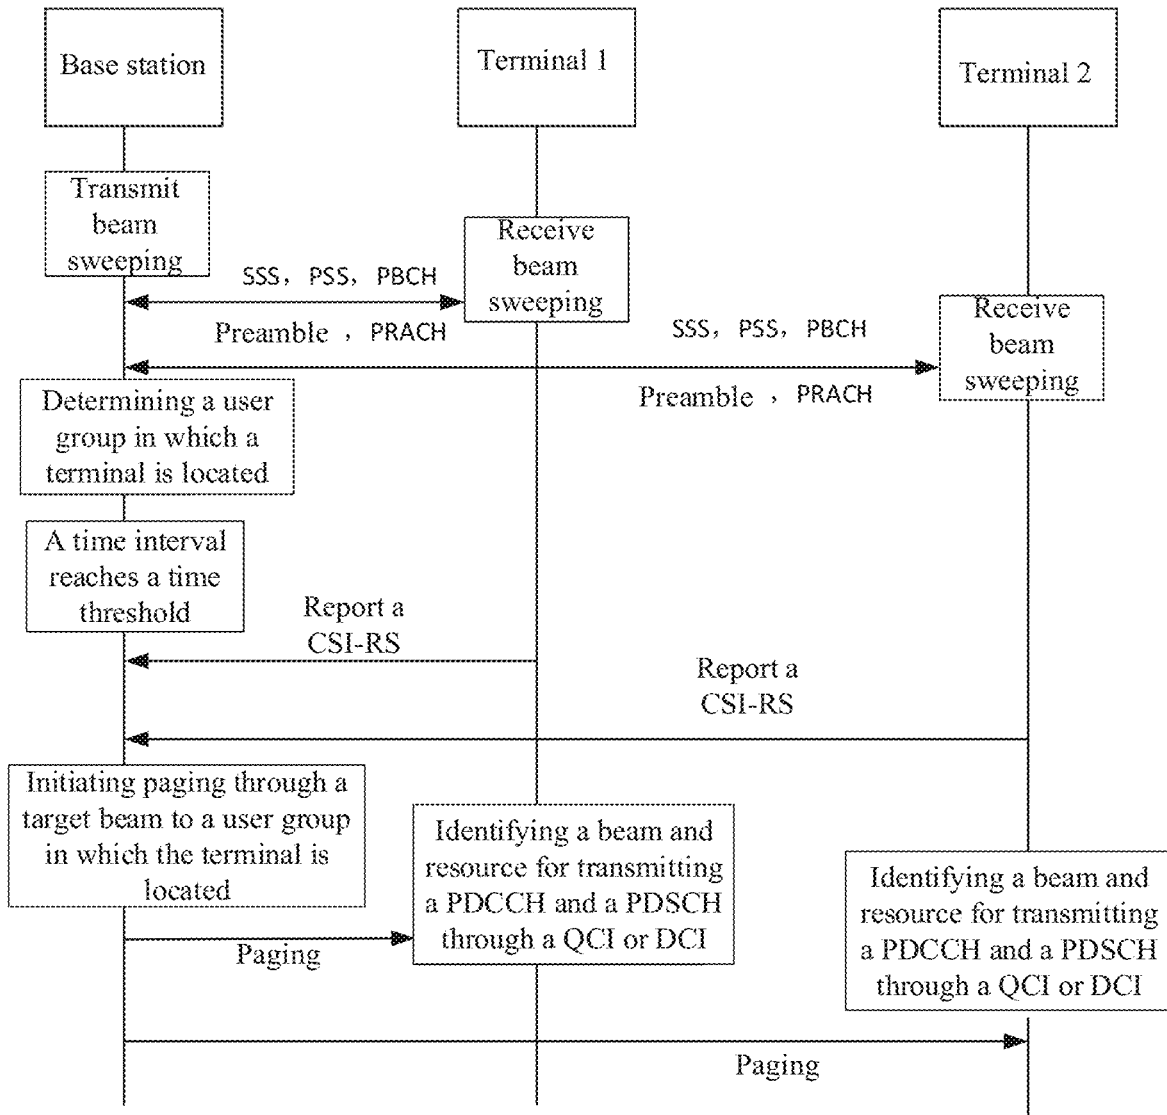 Base station
Terminal 1
Terminal 2
Transmit
beam
sweeping
Receive
beam
sweeping
SSS, PSS, PBCH
Preamble , PRACH
Receive
beam
sweeping
SSS, PSS, PBCH
Preamble , PRACH
Determining a user
group in which a
terminal is located
A time interval
reaches a time
threshold
Report a
CSI-RS
Report a
CSI-RS
Initiating paging through a
target beam to a user group
in which the terminal is
located
Identifying a beam and
resource for transmitting
a PDCCH and a PDSCH
through a QCI or DCI
Identifying a beam and
resource for transmitting
a PDCCH and a PDSCH
through a QCI or DCI
Paging
Paging